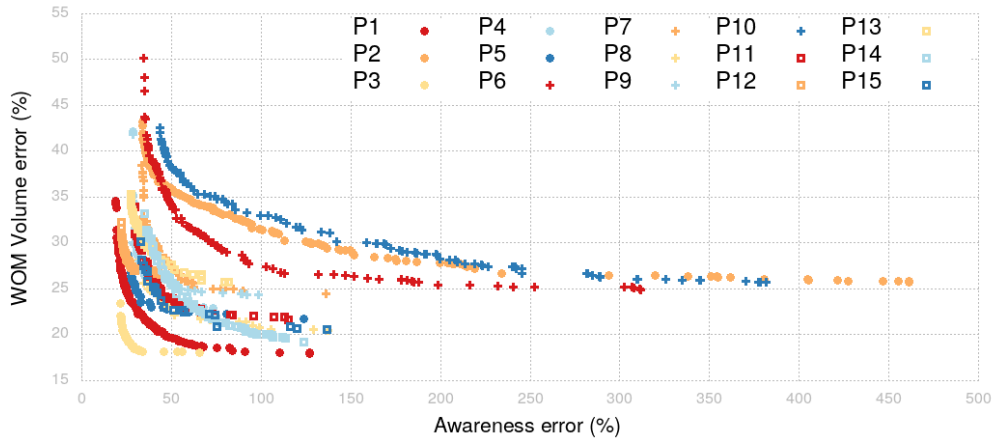 55
50
45
40
35
30
25
20
15
WOM Volume error (%)
P1 P4 P7 P10 P13
P2 P5 P8 P11 P14
P3 P6 P9 P12 P15
0 50 100 150 200 250 300 350 400 450 500
Awareness error (%)